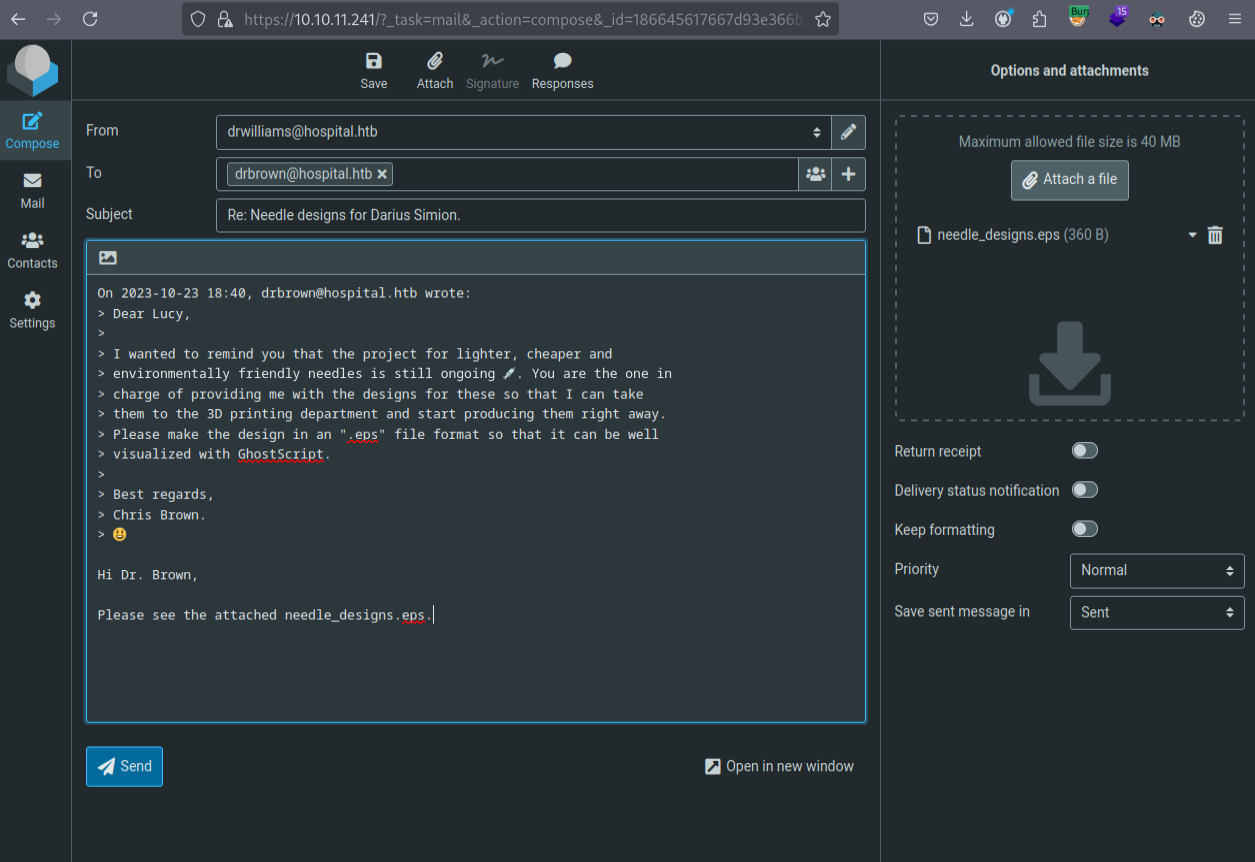 https://10.10.11.241/?_task=mail&_action=compose&_id=186645617667d93e366b
15
Save
Attach
Signature
Responses
Options and attachments
Compose
Mail
Contacts
Settings
From
drwilliams@hospital.htb
To
drbrown@hospital.htb ×
Subject
Re: Needle designs for Darius Simion.
On 2023-10-23 18:40, drbrown@hospital.htb wrote:
> Dear Lucy,
>
> I wanted to remind you that the project for lighter, cheaper and
> environmentally friendly needles is still ongoing 💉. You are the one in
> charge of providing me with the designs for these so that I can take
> them to the 3D printing department and start producing them right away.
> Please make the design in an ".eps" file format so that it can be well
> visualized with GhostScript.
>
> Best regards,
> Chris Brown.
> 😃
Hi Dr. Brown,
Please see the attached needle_designs.eps.
Send
Open in new window
Maximum allowed file size is 40 MB
Attach a file
needle_designs.eps (360 B)
Return receipt
Delivery status notification
Keep formatting
Priority
Normal
Save sent message in
Sent